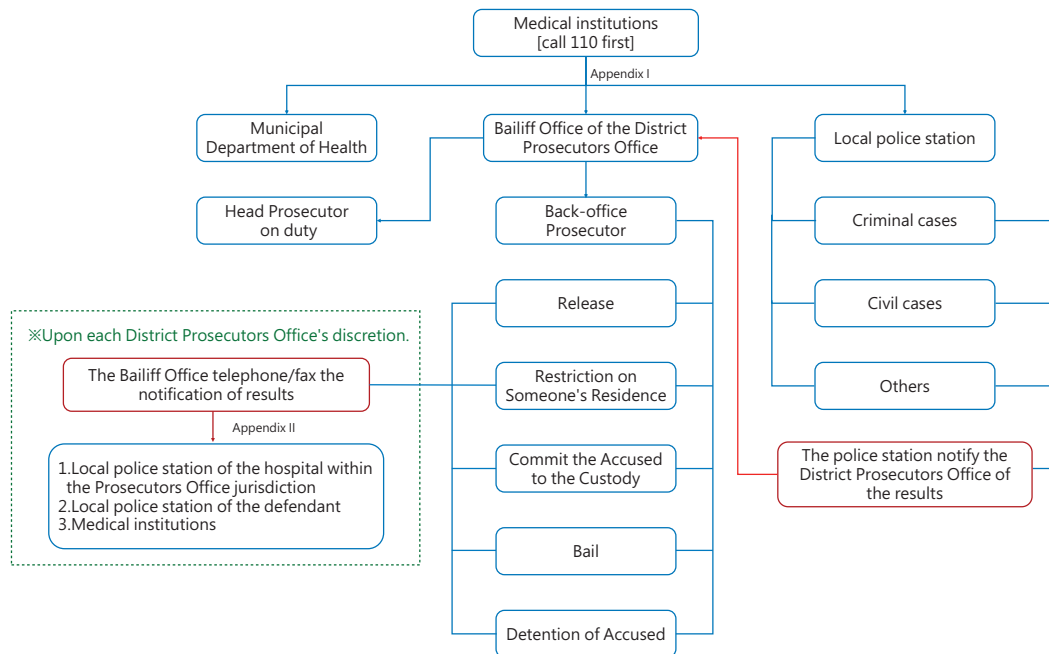 Medical institutions
[call 110 first]
Appendix I
Municipal
Department of Health
Bailiff Office of the District
Prosecutors Office
Local police station
Head Prosecutor
on duty
Back-office
Prosecutor
Criminal cases
Release
Civil cases
※Upon each District Prosecutors Office's discretion.
The Bailiff Office telephone/fax the
notification of results
Restriction on
Someone's Residence
Others
Appendix II
1.Local police station of the hospital within
the Prosecutors Office jurisdiction
2.Local police station of the defendant
3.Medical institutions
Commit the Accused
to the Custody
The police station notify the
District Prosecutors Office of
the results
Bail
Detention of Accused